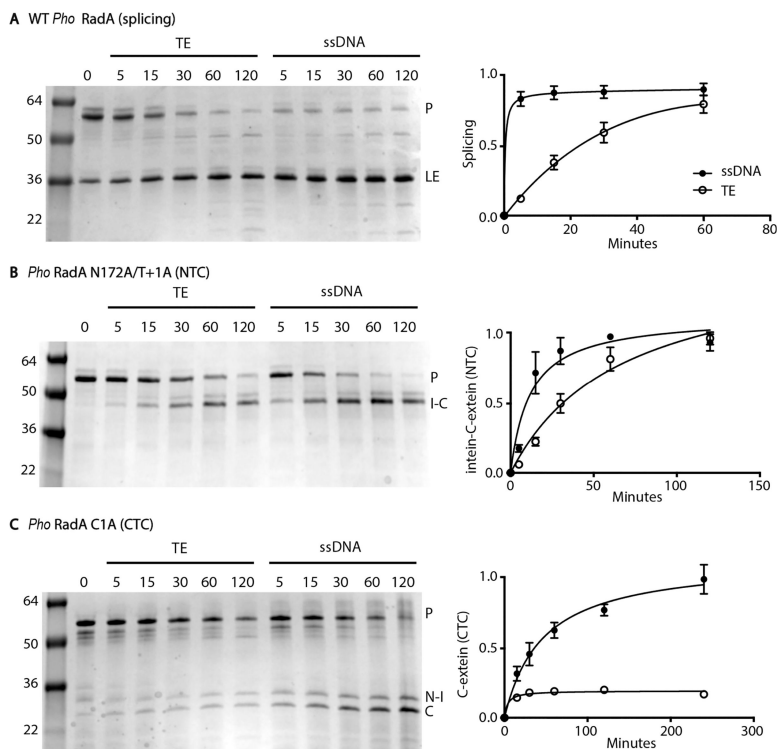 A WT Pho RadA (splicing)
TE ssDNA
0 5 15 30 60 120 5 15 30 60 120
64
50
36
22
P
LE
1.0
0.5
0.0
Splicing
ssDNA
TE
0 20 40 60 80
Minutes
B Pho RadA N172A/T+1A (NTC)
TE ssDNA
0 5 15 30 60 120 5 15 30 60 120
64
50
36
22
P
I-C
1.0
0.5
0.0
intein-C-extein (NTC)
0 50 100 150
Minutes
C Pho RadA C1A (CTC)
TE ssDNA
0 5 15 30 60 120 5 15 30 60 120
64
50
36
22
P
N-I
C
1.0
0.5
0.0
C-extein (CTC)
0 100 200 300
Minutes